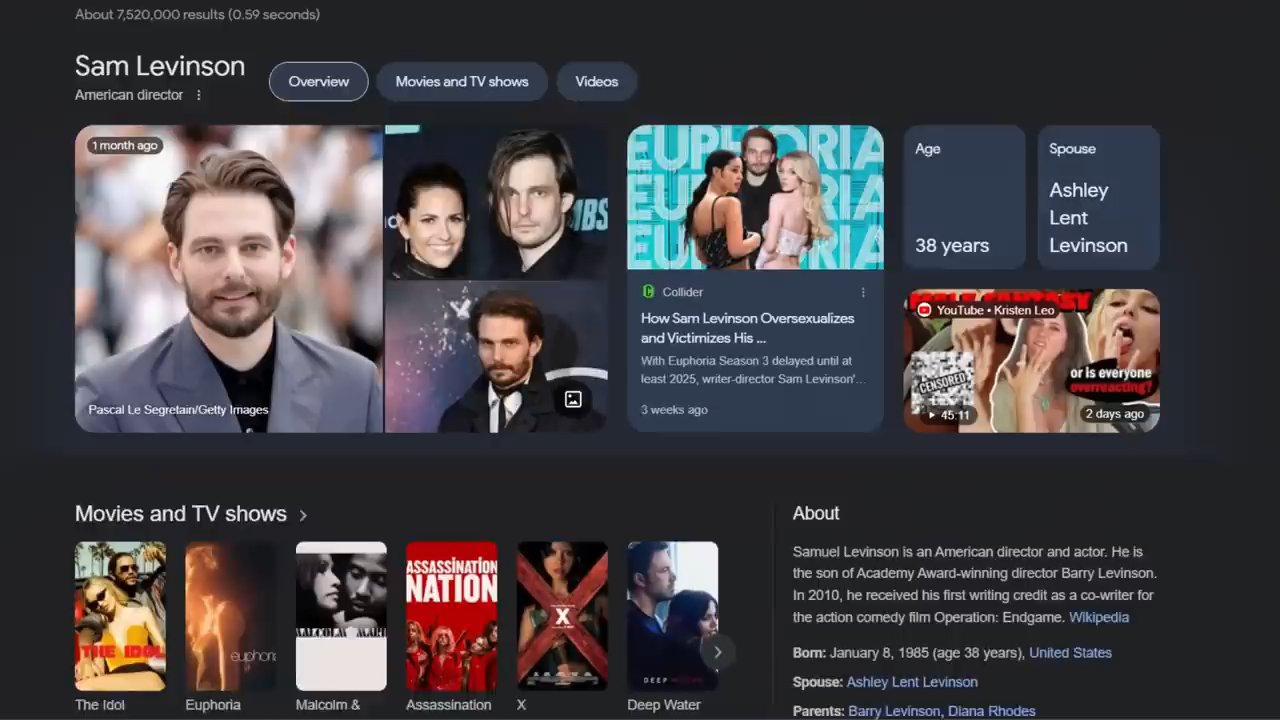 About 7,520,000 results (0.59 seconds)
Sam Levinson
American director
Overview
Movies and TV shows
Videos
1 month ago
Pascal Le Segretain/Getty Images
EUPHORIA
EUPHORIA
EUPHORIA
EUPHORIA
Collider
How Sam Levinson Oversexualizes
and Victimizes His ...
With Euphoria Season 3 delayed until at
least 2025, writer-director Sam Levinson'...
3 weeks ago
Age
38 years
Spouse
Ashley
Lent
Levinson
YouTube • Kristen Leo
CENSORED
or is everyone
overreacting?
45:11
2 days ago
Movies and TV shows
THE IDOL
euphoria
ASSASSINATION
NATION
X
DEEP WATER
The Idol
Euphoria
Malcolm &
Assassination
X
Deep Water
About
Samuel Levinson is an American director and actor. He is
the son of Academy Award-winning director Barry Levinson.
In 2010, he received his first writing credit as a co-writer for
the action comedy film Operation: Endgame. Wikipedia
Born: January 8, 1985 (age 38 years), United States
Spouse: Ashley Lent Levinson
Parents: Barry Levinson, Diana Rhodes